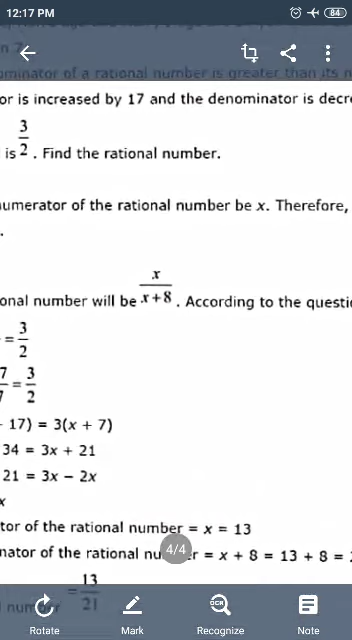 12:17 PM
84
ominator of a rational number is greater than its n
or is increased by 17 and the denominator is decre
3
is 2 . Find the rational number.
umerator of the rational number be x. Therefore,
.
x
onal number will be x+8 . According to the questi
3
=
2
7 3
=
7 2
17) = 3(x + 7)
34 = 3x + 21
21 = 3x − 2x
x
tor of the rational number = x = 13
4/4
nator of the rational nu r = x + 8 = 13 + 8 =
13
number =
21
OCR
Rotate Mark Recognize Note